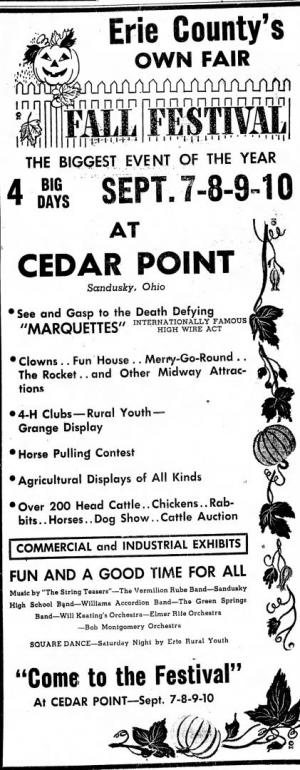 Erie County's
OWN FAIR
FALL FESTIVAL
THE BIGGEST EVENT OF THE YEAR
4 BIG DAYS SEPT. 7-8-9-10
AT
CEDAR POINT
Sandusky, Ohio
• See and Gasp to the Death Defying
"MARQUETTES" INTERNATIONALLY FAMOUS HIGH WIRE ACT
• Clowns . . Fun House . . Merry-Go-Round . .
The Rocket . . and Other Midway Attrac-
tions
• 4-H Clubs—Rural Youth—
Grange Display
• Horse Pulling Contest
• Agricultural Displays of All Kinds
• Over 200 Head Cattle . . Chickens . . Rab-
bits . . Horses . . Dog Show . . Cattle Auction
COMMERCIAL and INDUSTRIAL EXHIBITS
FUN AND A GOOD TIME FOR ALL
Music by "The String Teasers"—The Vermilion Rube Band—Sandusky
High School Band—Williams Accordion Band—The Green Springs
Band—Will Keating's Orchestra—Elmer Rife Orchestra
—Bob Montgomery Orchestra
SQUARE DANCE—Saturday Night by Erie Rural Youth
"Come to the Festival"
At CEDAR POINT—Sept. 7-8-9-10